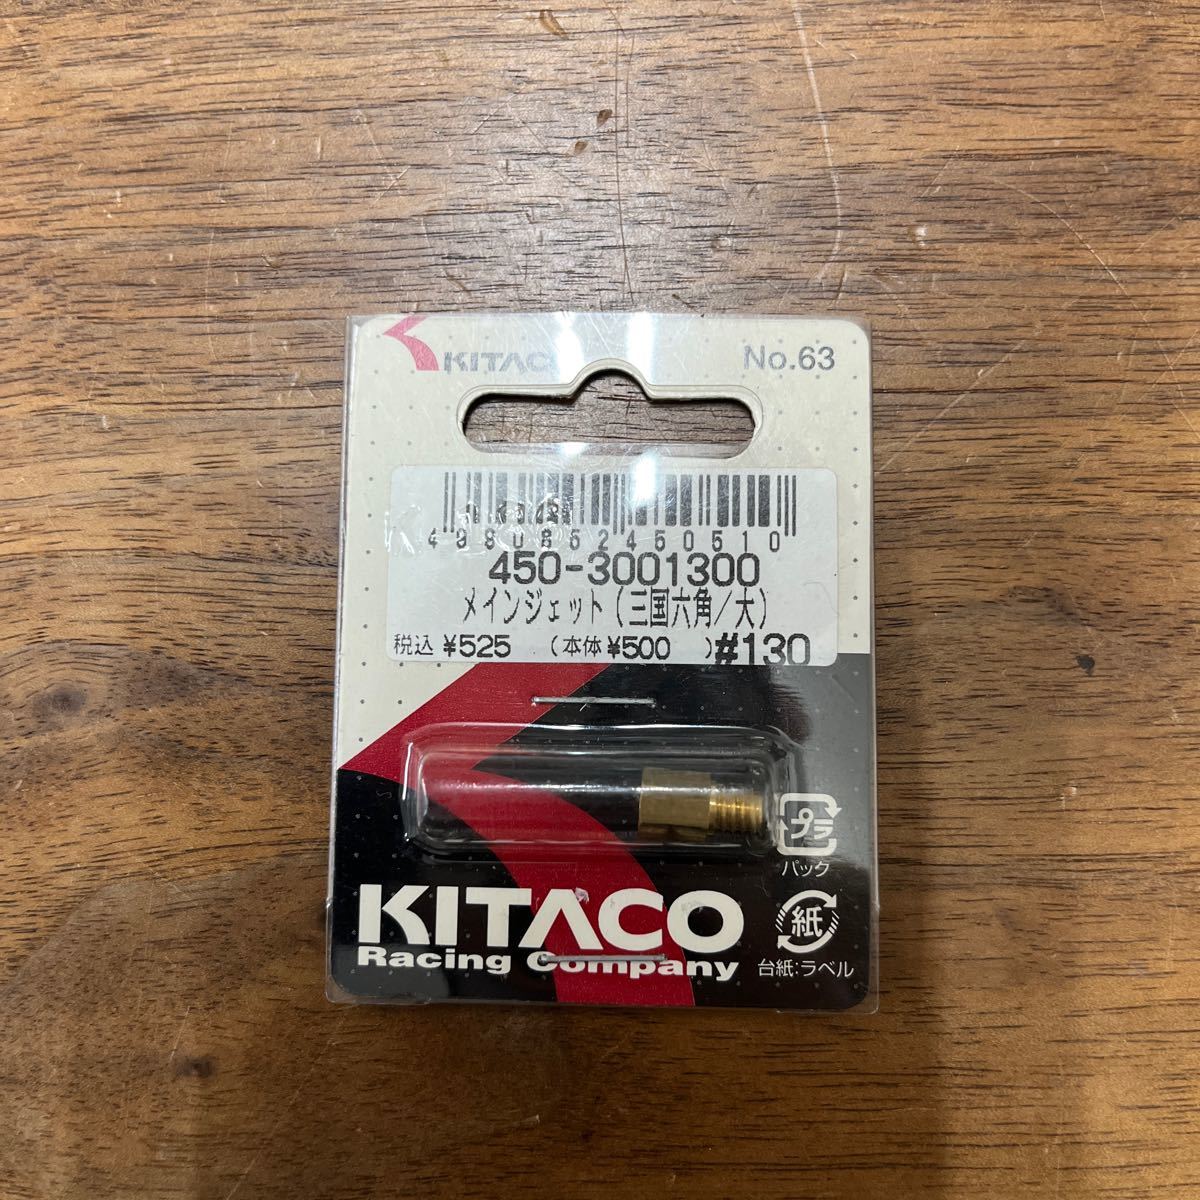 KITACO
No.63
4990852450510
450-3001300
メインジェット(三国六角/大)
税込 ¥525 (本体 ¥500 ) #130
プラ
パック
KITACO
Racing Company
紙
台紙:ラベル